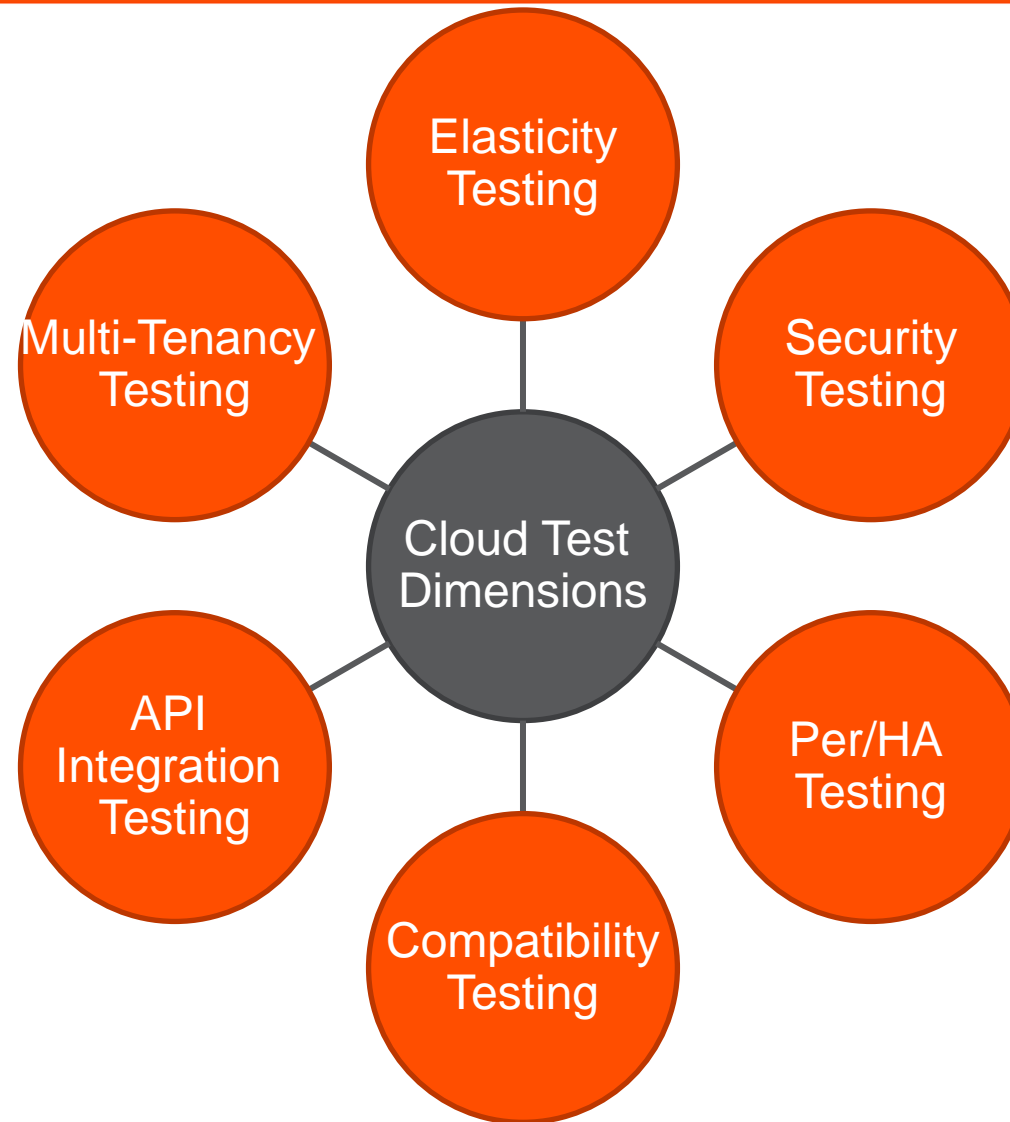 Elasticity
Testing
Multi-Tenancy
Testing
Security
Testing
Cloud Test
Dimensions
API
Integration
Testing
Per/HA
Testing
Compatibility
Testing